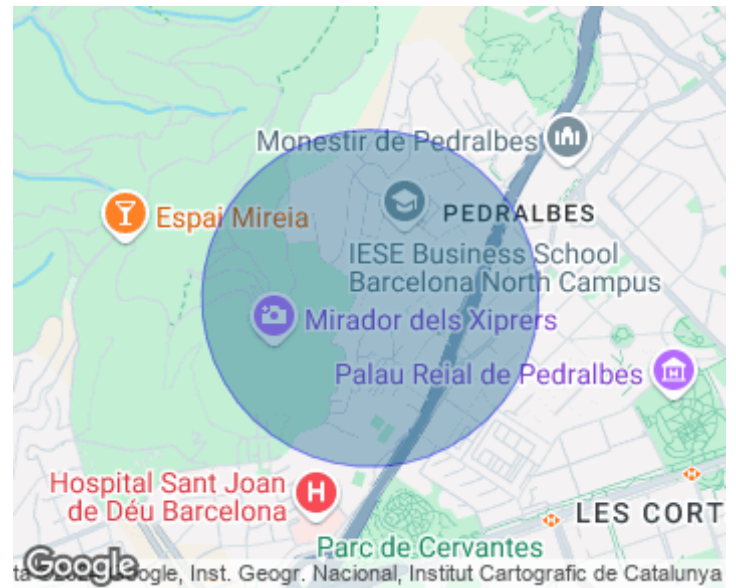 Monestir de Pedralbes
Espai Mireia
PEDRALBES
IESE Business School
Barcelona North Campus
Mirador dels Xiprers
Palau Reial de Pedralbes
Hospital Sant Joan
de Déu Barcelona
H
LES CORT
Parc de Cervantes
Google
Google, Inst. Geogr. Nacional, Institut Cartografic de Catalunya